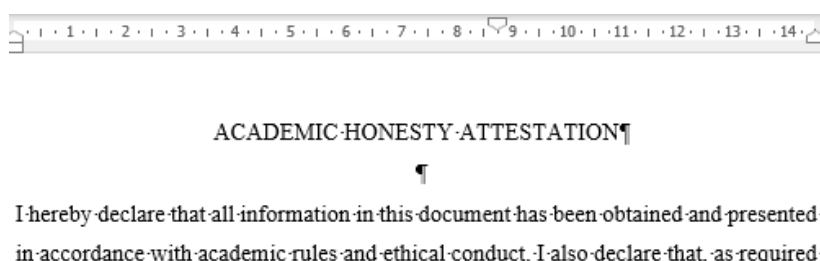 1 2 3 4 5 6 7 8 9 10 11 12 13 14
ACADEMIC·HONESTY·ATTESTATION¶
¶
I·hereby·declare·that·all·information·in·this·document·has·been·obtained·and·presented·
in·accordance·with·academic·rules·and·ethical·conduct.·I·also·declare·that,·as·required·